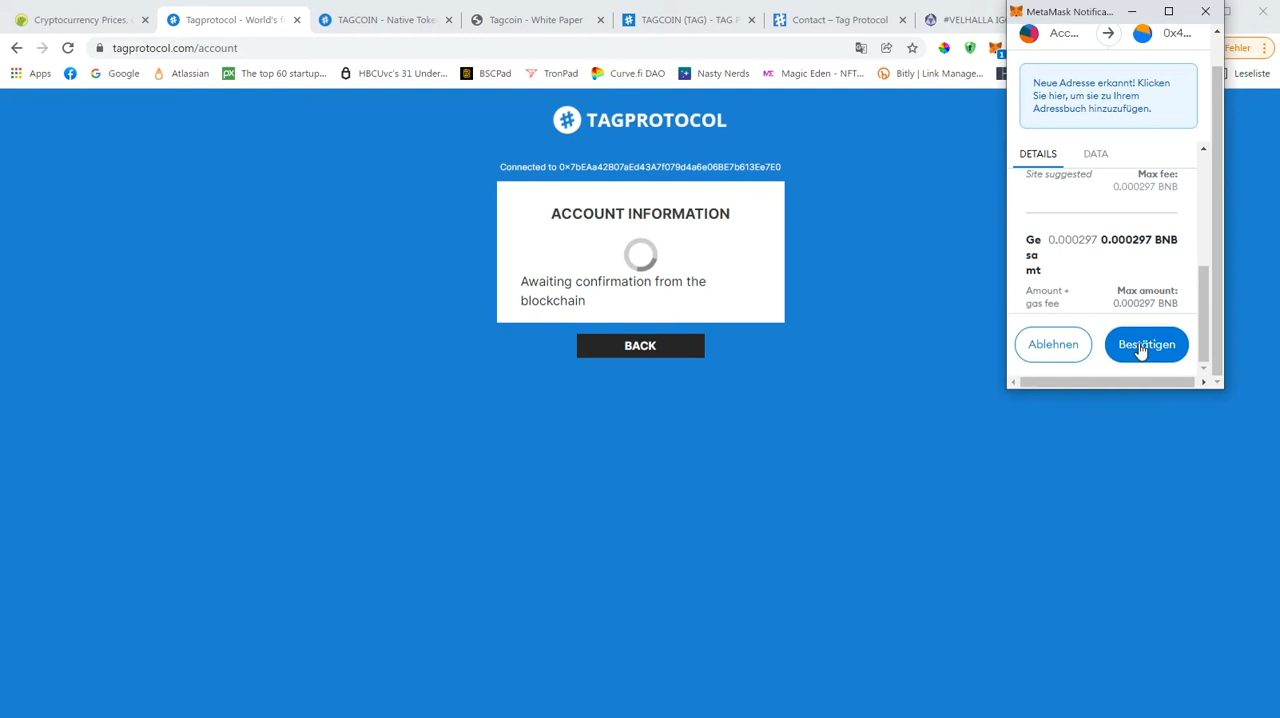 Cryptocurrency Prices, C
Tagprotocol - World's f
TAGCOIN - Native Toke
Tagcoin - White Paper
TAGCOIN (TAG) - TAG P
Contact – Tag Protocol
#VELHALLA IG
tagprotocol.com/account
Fehler
Apps
Google
Atlassian
The top 60 startup...
HBCUvc's 31 Under...
BSCPad
TronPad
Curve.fi DAO
Nasty Nerds
Magic Eden - NFT...
Bitly | Link Manage...
Leseliste
TAGPROTOCOL
Connected to 0x7bEAa42B07aEd43A7f079d4a6e06BE7b613Ee7E0
ACCOUNT INFORMATION
Awaiting confirmation from the
blockchain
BACK
MetaMask Notifica...
Acc...
0x4...
Neue Adresse erkannt! Klicken
Sie hier, um sie zu Ihrem
Adressbuch hinzuzufügen.
DETAILS DATA
Site suggested Max fee:
0.000297 BNB
Ge 0.000297 0.000297 BNB
sa
mt
Amount + Max amount:
gas fee 0.000297 BNB
Ablehnen Bestätigen